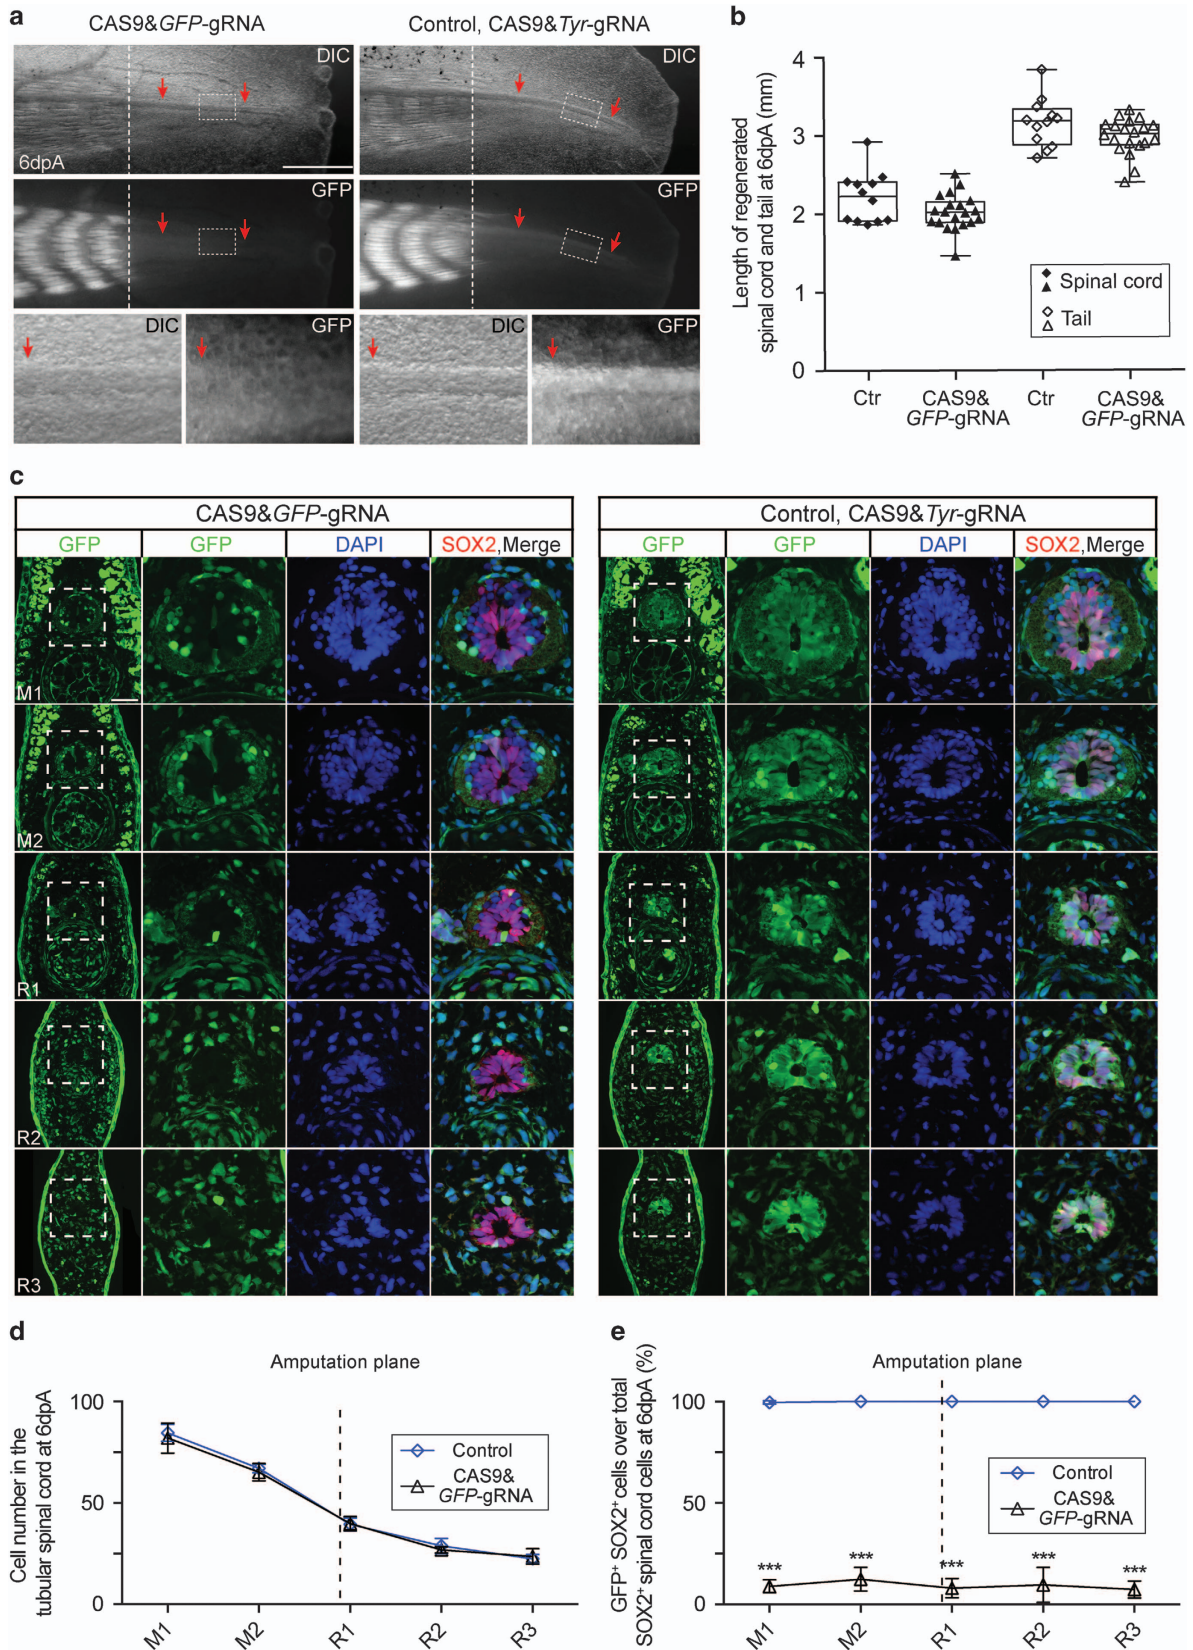 a
CAS9&GFP-gRNA
Control, CAS9&Tyr-gRNA
DIC
DIC
6dpA
GFP
GFP
DIC
GFP
DIC
GFP
b
Length of regenerated
spinal cord and tail at 6dpA (mm)
4
3
2
1
0
Spinal cord
Tail
Ctr
CAS9&
GFP-gRNA
Ctr
CAS9&
GFP-gRNA
c
CAS9&GFP-gRNA
GFP
GFP
DAPI
SOX2,Merge
M1
M2
R1
R2
R3
Control, CAS9&Tyr-gRNA
GFP
GFP
DAPI
SOX2,Merge
d
Amputation plane
Cell number in the
tubular spinal cord at 6dpA
100
50
0
Control
CAS9&
GFP-gRNA
M1
M2
R1
R2
R3
e
Amputation plane
GFP⁺ SOX2⁺ cells over total
SOX2⁺ spinal cord cells at 6dpA (%)
100
50
0
Control
CAS9&
GFP-gRNA
***
***
***
***
***
M1
M2
R1
R2
R3